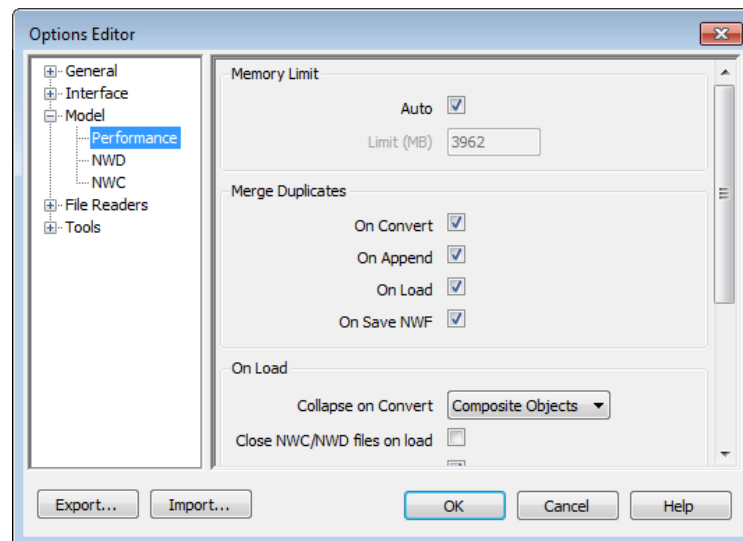 Options Editor
General
Interface
Model
Performance
NWD
NWC
File Readers
Tools
Memory Limit
Auto
Limit (MB) 3962
Merge Duplicates
On Convert
On Append
On Load
On Save NWF
On Load
Collapse on Convert Composite Objects
Close NWC/NWD files on load
Export... Import... OK Cancel Help